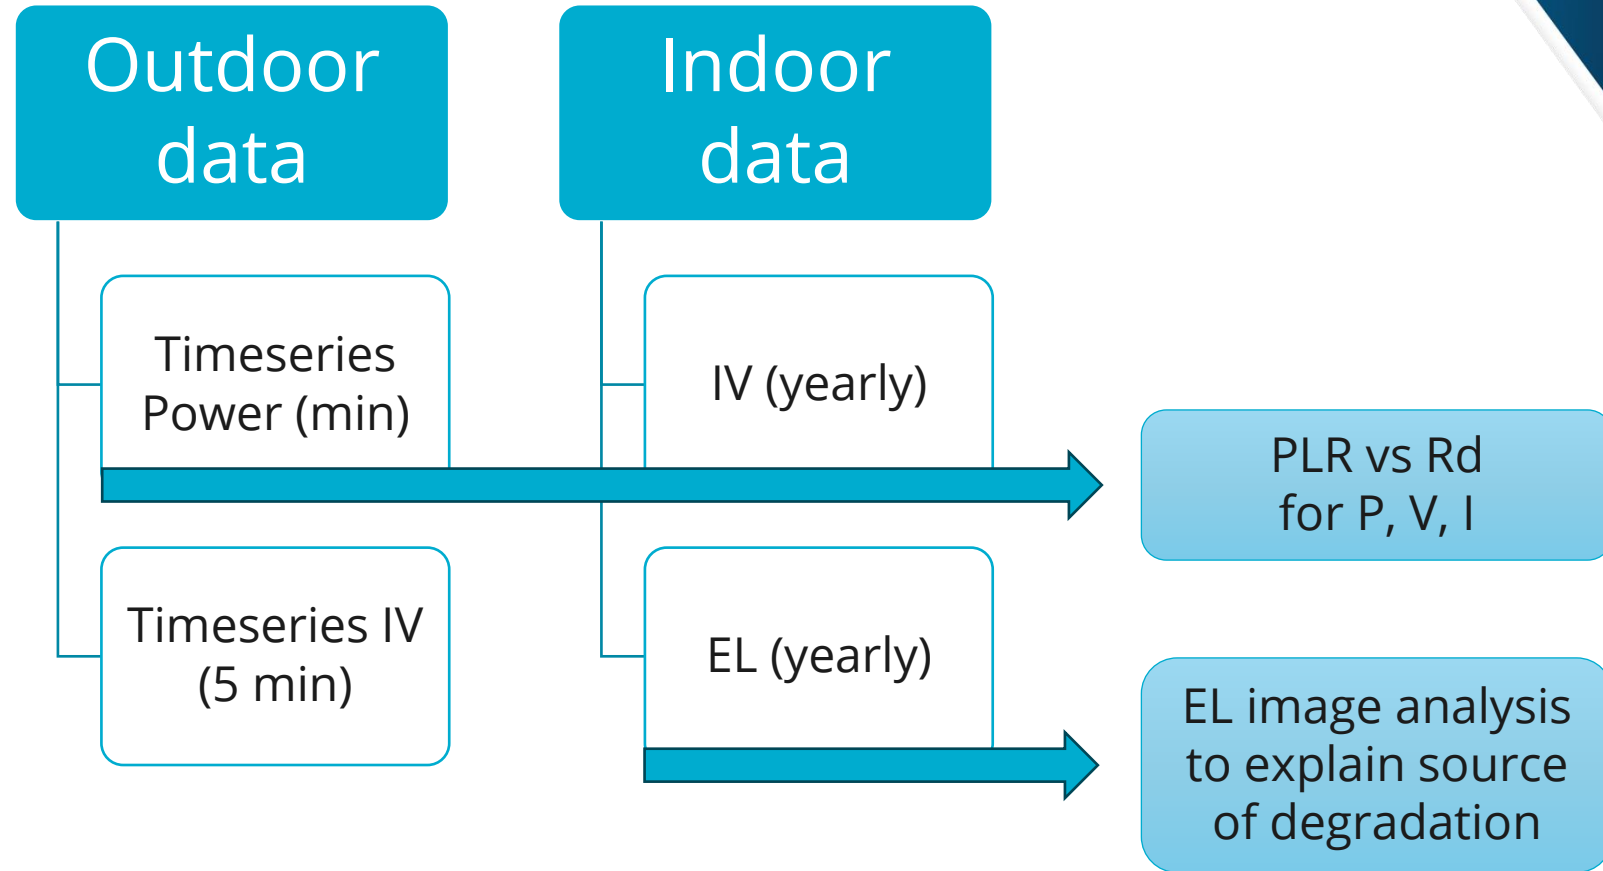 Outdoor
data
Timeseries
Power (min)
Timeseries IV
(5 min)
Indoor
data
IV (yearly)
EL (yearly)
PLR vs Rd
for P, V, I
EL image analysis
to explain source
of degradation